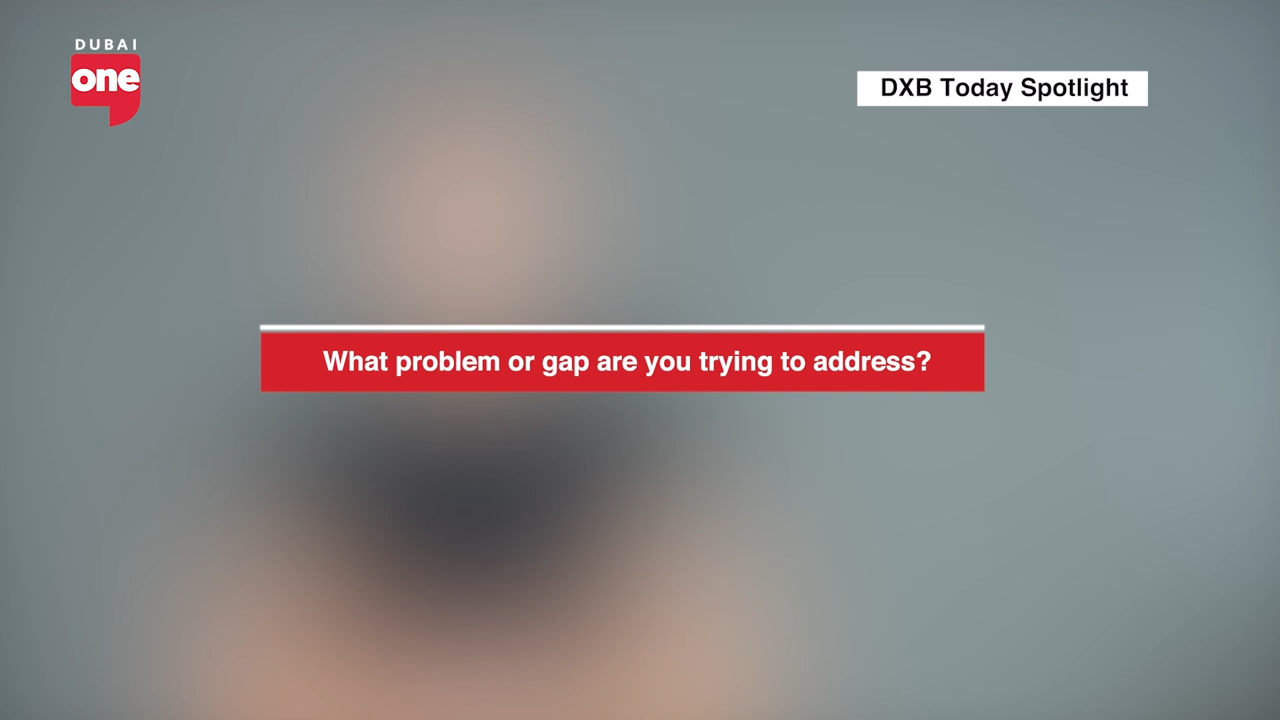 DUBAI
one
DXB Today Spotlight
What problem or gap are you trying to address?